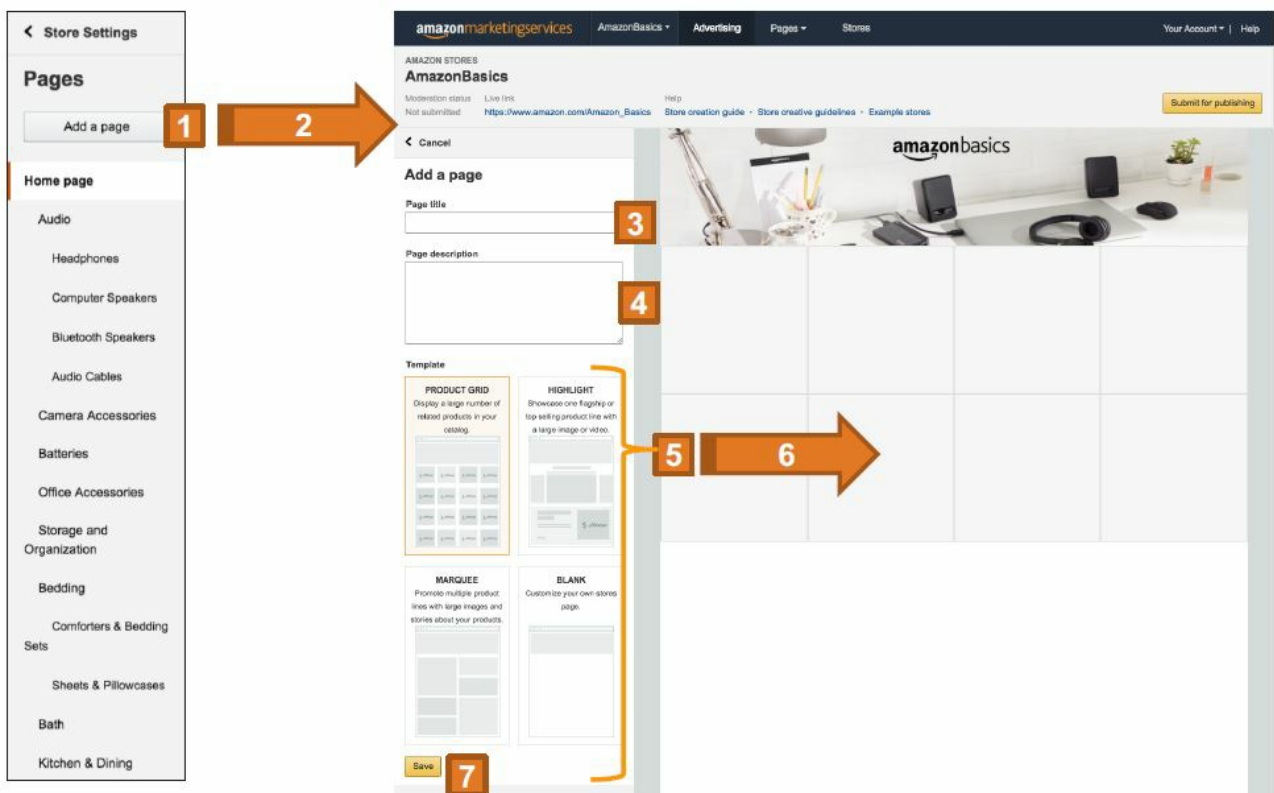 Store Settings
Pages
Add a page
1
2
Home page
Audio
Headphones
Computer Speakers
Bluetooth Speakers
Audio Cables
Camera Accessories
Batteries
Office Accessories
Storage and
Organization
Bedding
Comforters & Bedding
Sets
Sheets & Pillowcases
Bath
Kitchen & Dining
amazonmarketingservices AmazonBasics Advertising Pages Stores Your Account | Help
AMAZON STORES
AmazonBasics
Moderation status Live link Help
Not submitted https://www.amazon.com/Amazon_Basics Store creation guide - Store creative guidelines - Example stores
Submit for publishing
Cancel
amazonbasics
Add a page
Page title
3
Page description
4
Template
PRODUCT GRID
Display a large number of
related products in your
catalog.
HIGHLIGHT
Showcase one flagship or
top selling product line with
a large image or video.
5
6
MARQUEE
Promote multiple product
lines with large images and
stories about your products.
BLANK
Customize your own stores
page.
Save
7